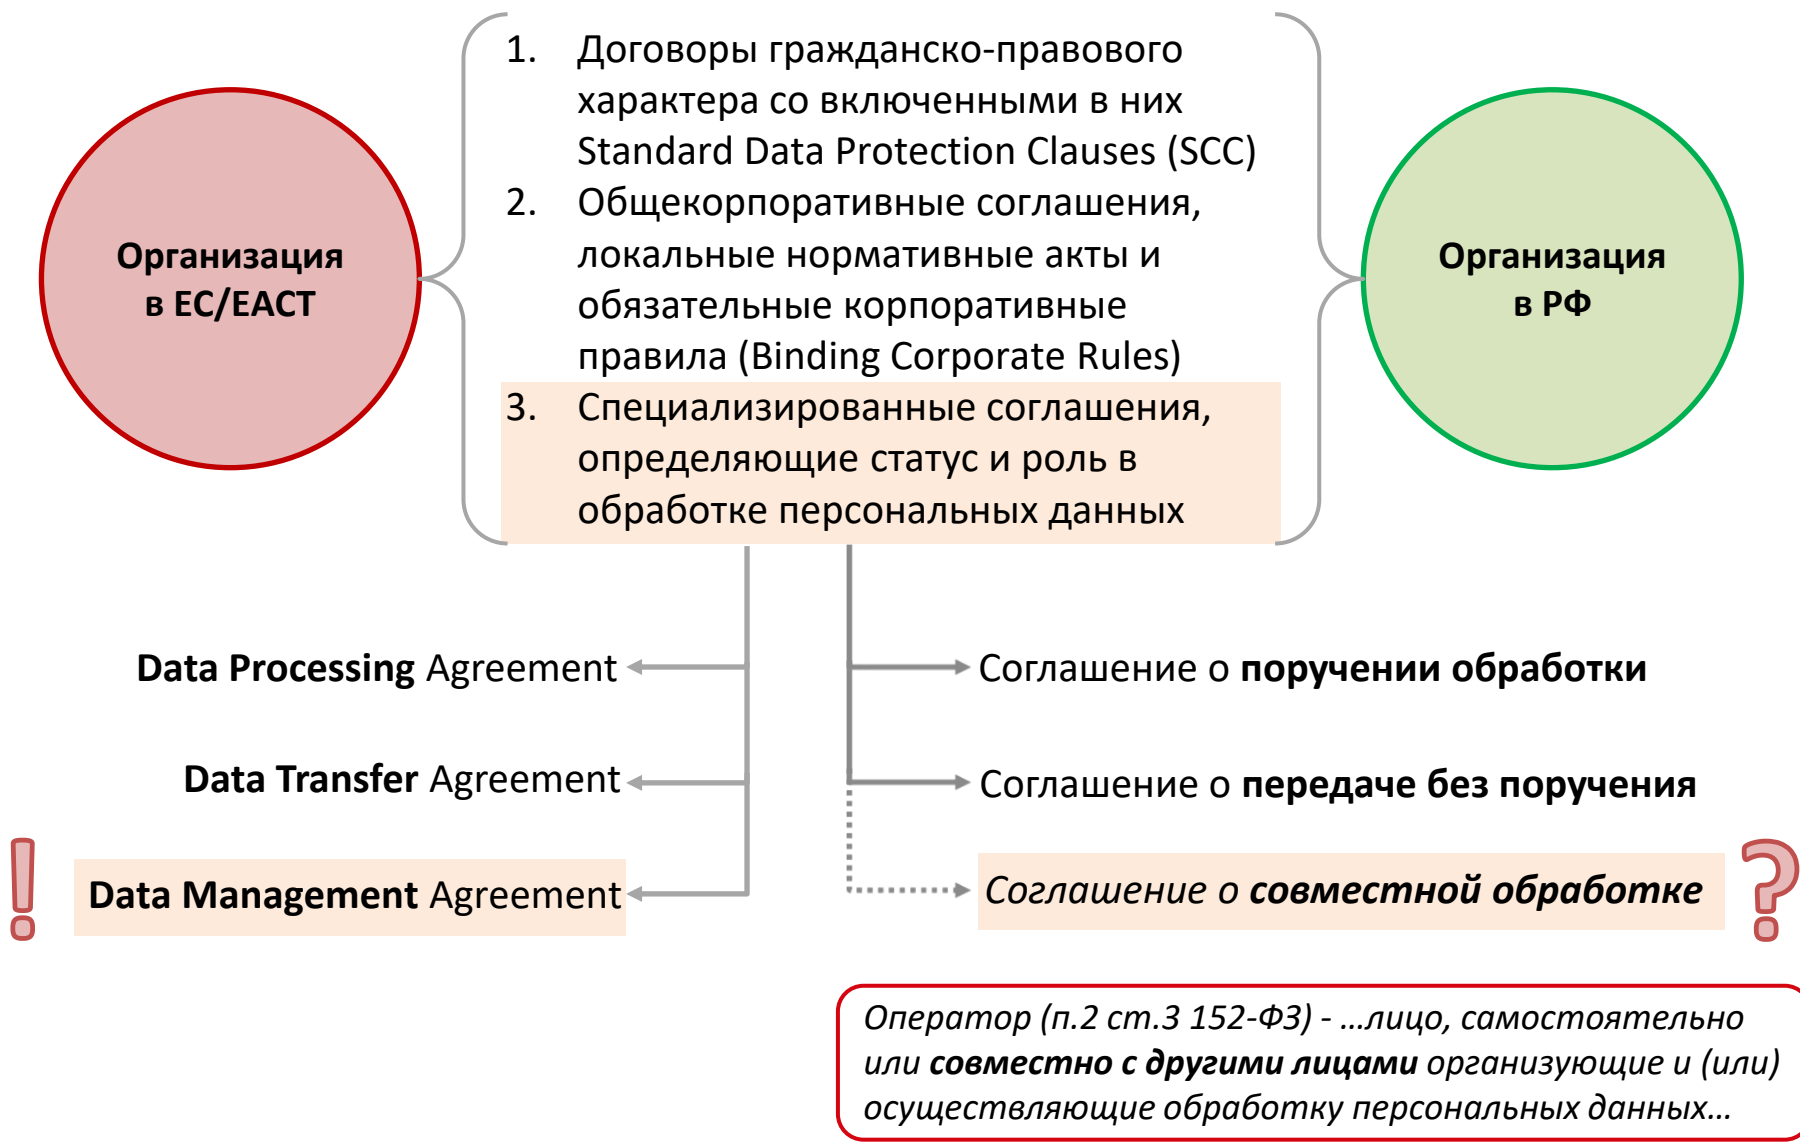 Организация
в ЕС/ЕАСТ
1. Договоры гражданско-правового
характера со включенными в них
Standard Data Protection Clauses (SCC)
2. Общекорпоративные соглашения,
локальные нормативные акты и
обязательные корпоративные
правила (Binding Corporate Rules)
3. Специализированные соглашения,
определяющие статус и роль в
обработке персональных данных
Организация
в РФ
Data Processing Agreement
Соглашение о поручении обработки
Data Transfer Agreement
Соглашение о передаче без поручения
!
Data Management Agreement
Соглашение о совместной обработке
?
Оператор (п.2 ст.3 152-ФЗ) - …лицо, самостоятельно
или совместно с другими лицами организующие и (или)
осуществляющие обработку персональных данных…